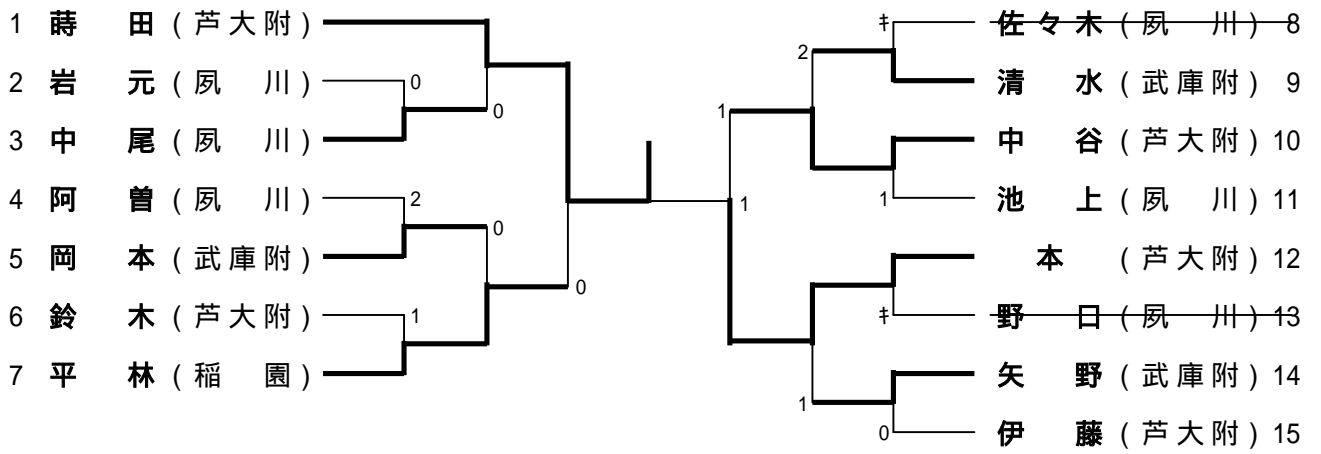 1 蒔 田 ( 芦 大 附 )
2 岩 元 ( 夙 川 )
3 中 尾 ( 夙 川 )
4 阿 曽 ( 夙 川 )
5 岡 本 ( 武 庫 附 )
6 鈴 木 ( 芦 大 附 )
7 平 林 ( 稲 園 )
0
0
2
0
1
0
1
キ
2
1
1
キ
1
0
1
佐 々 木 ( 夙 川 ) 8
清 水 ( 武 庫 附 ) 9
中 谷 ( 芦 大 附 ) 10
池 上 ( 夙 川 ) 11
本 ( 芦 大 附 ) 12
野 口 ( 夙 川 ) 13
矢 野 ( 武 庫 附 ) 14
伊 藤 ( 芦 大 附 ) 15